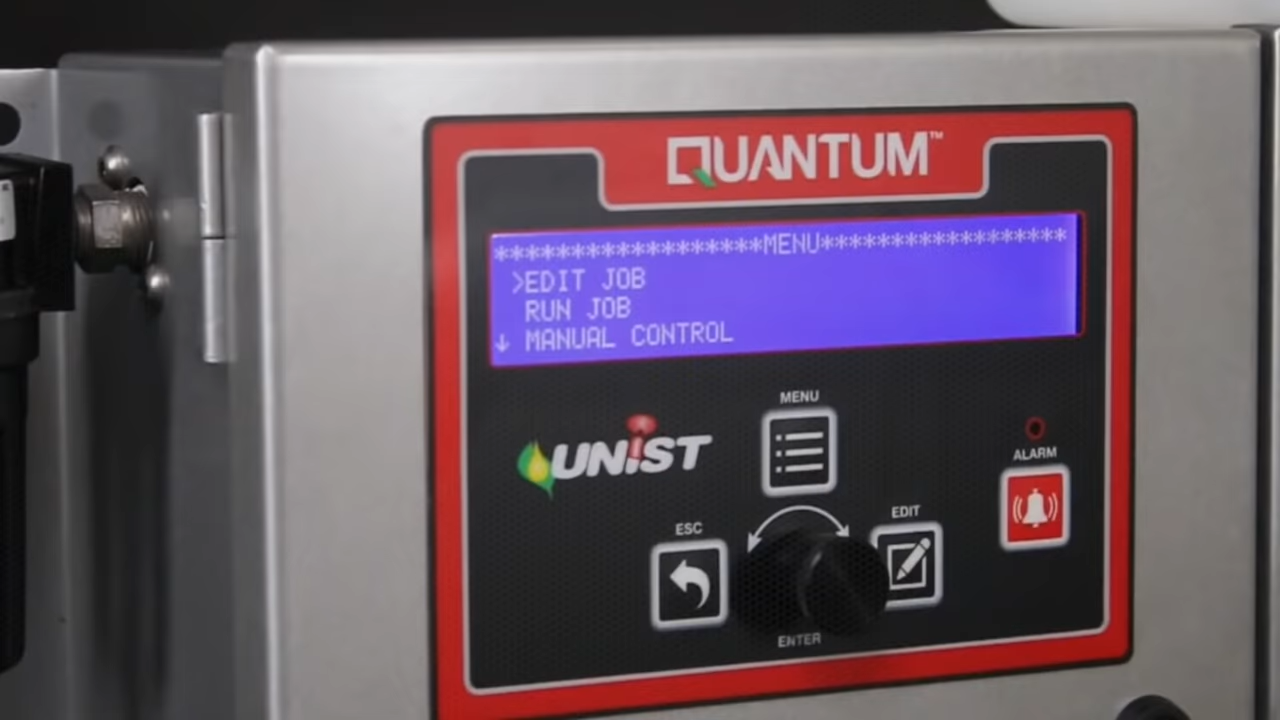 QUANTUM™
******************MENU******************
>EDIT JOB
RUN JOB
↓ MANUAL CONTROL
MENU
UNIST
ALARM
ESC
EDIT
ENTER